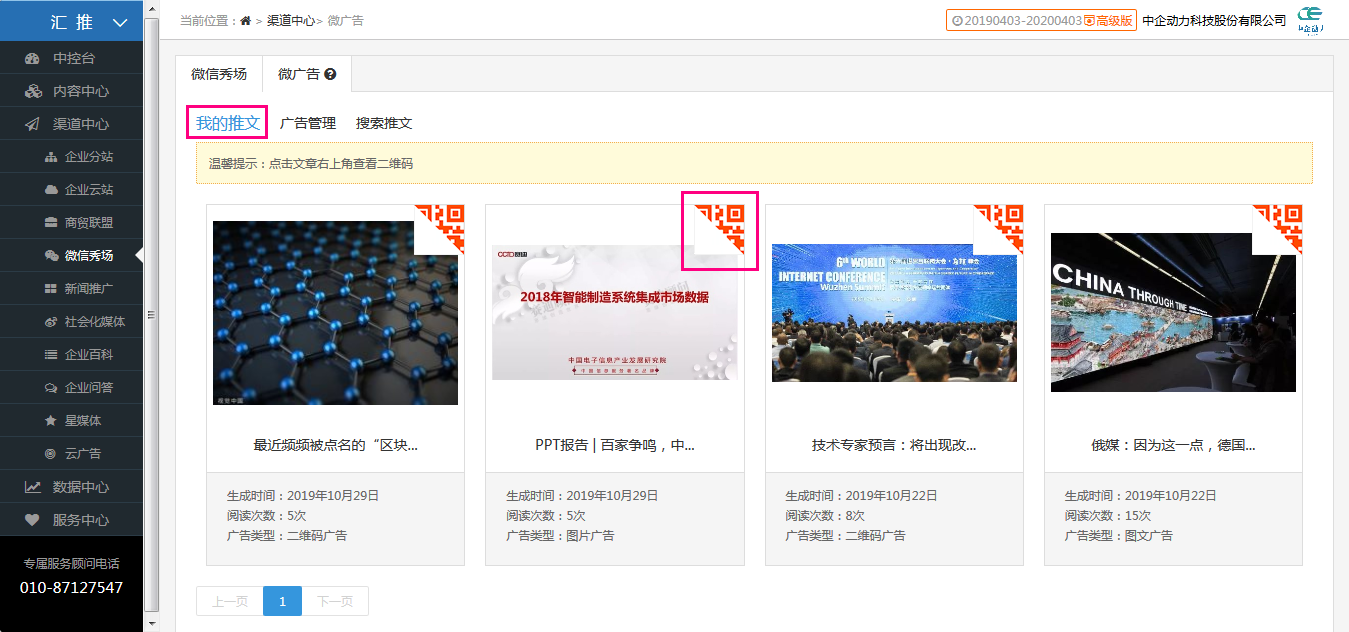 汇 推
中控台
内容中心
渠道中心
企业分站
企业云站
商贸联盟
微信秀场
新闻推广
社会化媒体
企业百科
企业问答
星媒体
云广告
数据中心
服务中心
专属服务顾问电话
010-87127547
当前位置： > 渠道中心> 微广告
20190403-20200403 高级版 中企动力科技股份有限公司
微信秀场 微广告
我的推文 广告管理 搜索推文
温馨提示：点击文章右上角查看二维码
视觉中国
最近频频被点名的“区块...
生成时间：2019年10月29日
阅读次数：5次
广告类型：二维码广告
2018年智能制造系统集成市场数据
中国电子信息产业发展研究院
PPT报告 | 百家争鸣，中...
生成时间：2019年10月29日
阅读次数：5次
广告类型：图片广告
6th WORLD
INTERNET CONFERENCE
Wuzhen Summit
技术专家预言：将出现改...
生成时间：2019年10月22日
阅读次数：8次
广告类型：二维码广告
CHINA THROUGH TIME
俄媒：因为这一点，德国...
生成时间：2019年10月22日
阅读次数：15次
广告类型：图文广告
上一页 1 下一页